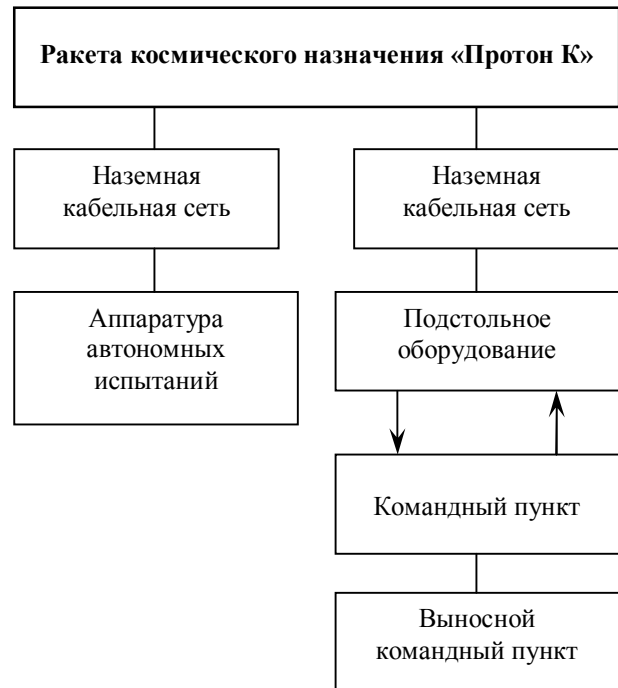 Ракета космического назначения «Протон К»
Наземная
кабельная сеть
Наземная
кабельная сеть
Аппаратура
автономных
испытаний
Подстольное
оборудование
Командный пункт
Выносной
командный пункт